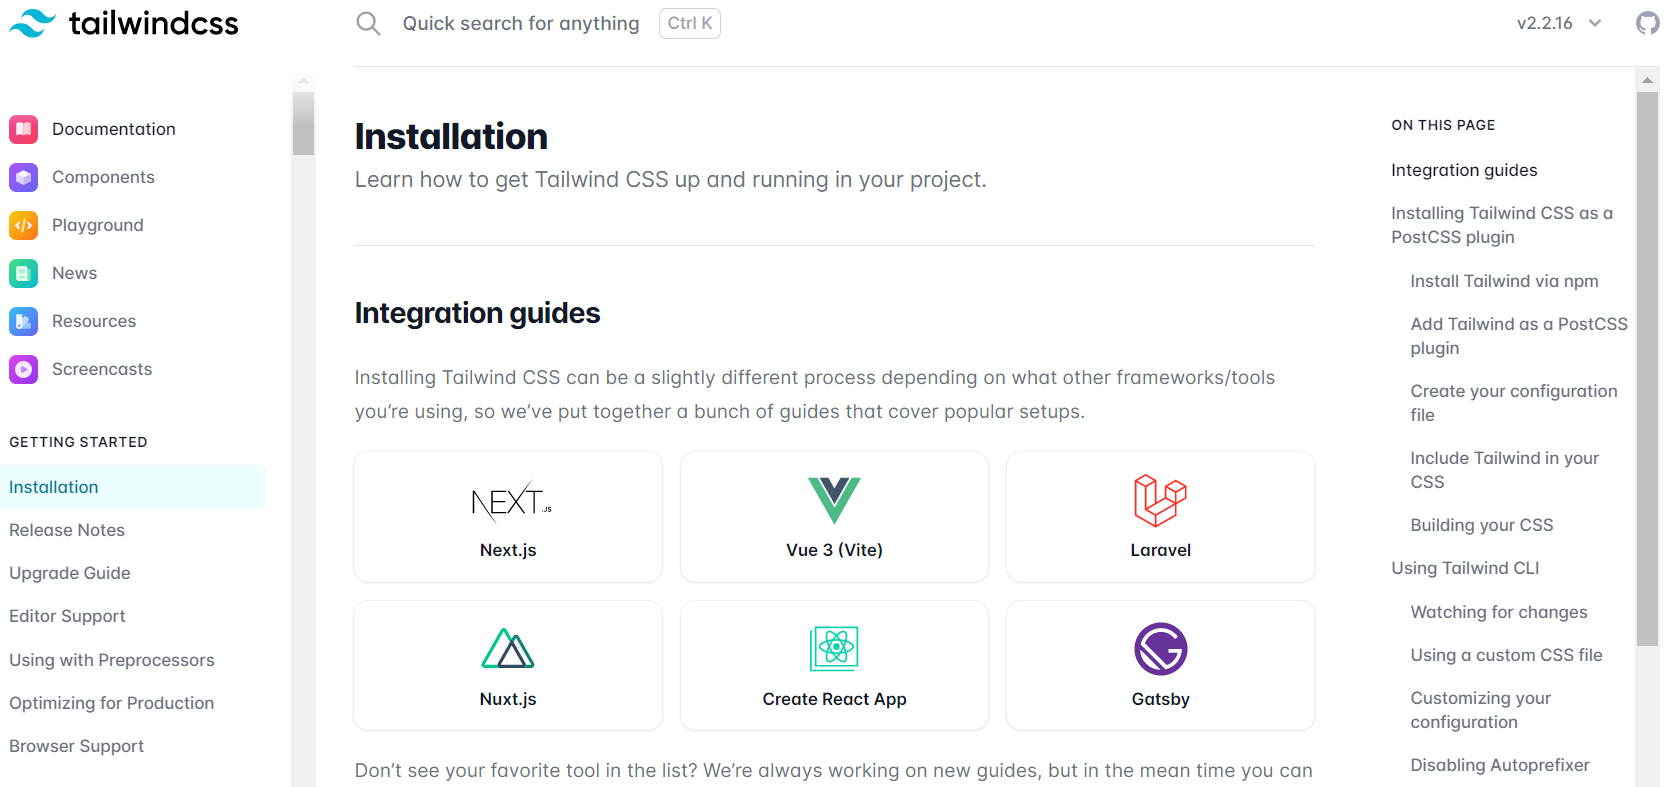 tailwindcss
Quick search for anything
Ctrl K
v2.2.16
Documentation
Components
Playground
News
Resources
Screencasts
GETTING STARTED
Installation
Release Notes
Upgrade Guide
Editor Support
Using with Preprocessors
Optimizing for Production
Browser Support
Installation
Learn how to get Tailwind CSS up and running in your project.
Integration guides
Installing Tailwind CSS can be a slightly different process depending on what other frameworks/tools
you’re using, so we’ve put together a bunch of guides that cover popular setups.
NEXT.JS
Next.js
Vue 3 (Vite)
Laravel
Nuxt.js
Create React App
Gatsby
Don’t see your favorite tool in the list? We’re always working on new guides, but in the mean time you can
ON THIS PAGE
Integration guides
Installing Tailwind CSS as a
PostCSS plugin
Install Tailwind via npm
Add Tailwind as a PostCSS
plugin
Create your configuration
file
Include Tailwind in your
CSS
Building your CSS
Using Tailwind CLI
Watching for changes
Using a custom CSS file
Customizing your
configuration
Disabling Autoprefixer